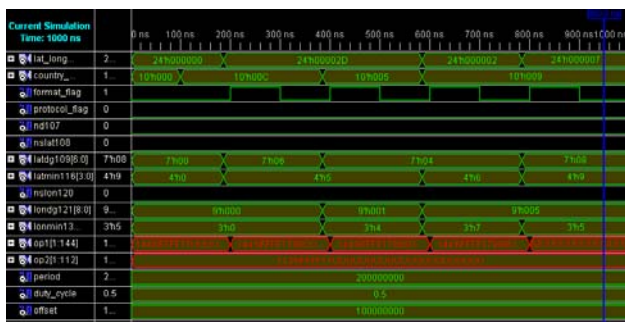 Current Simulation
Time: 1000 ns
0 ns 100 ns 200 ns 300 ns 400 ns 500 ns 600 ns 700 ns 800 ns 900 ns 1000 ns
lat_long... 2... 24'h000000 24'h00002D 24'h000002 24'h000007
country_... 1... 10'h000 10'h00C 10'h005 10'h009
format_flag 1
protocol_flag 0
nd107 0
nslat108 0
latdg109[6:0] 7'h08 7'h00 7'h06 7'h04 7'h08
latmin116[3:0] 4'h9 4'h0 4'h5 4'h6 4'h9
nslon120 0
londg121[8:0] 9... 9'h000 9'h001 9'h005
lonmin13... 3'h5 3'h0 3'h4 3'h7 3'h5
op1[1:144] 1...
op2[1:112] 1...
period 2... 200000000
duty_cycle 0.5 0.5
offset 1... 100000000